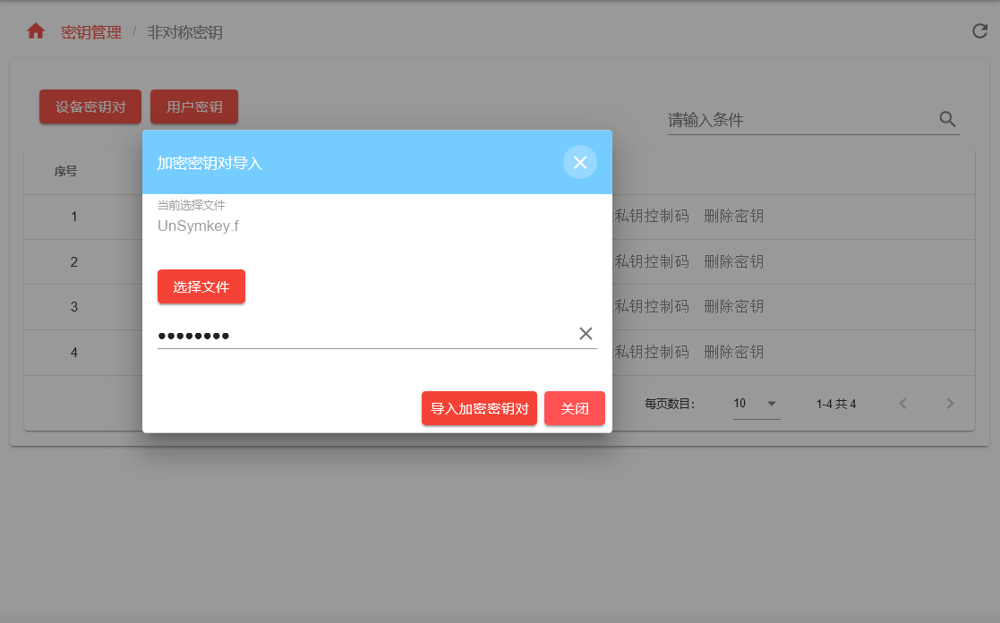 密钥管理 / 非对称密钥
设备密钥对 用户密钥
请输入条件
序号
加密密钥对导入
当前选择文件
UnSymkey.f
选择文件
••••••••
导入加密密钥对 关闭
1 私钥控制码 删除密钥
2 私钥控制码 删除密钥
3 私钥控制码 删除密钥
4 私钥控制码 删除密钥
每页数目: 10 1-4 共 4